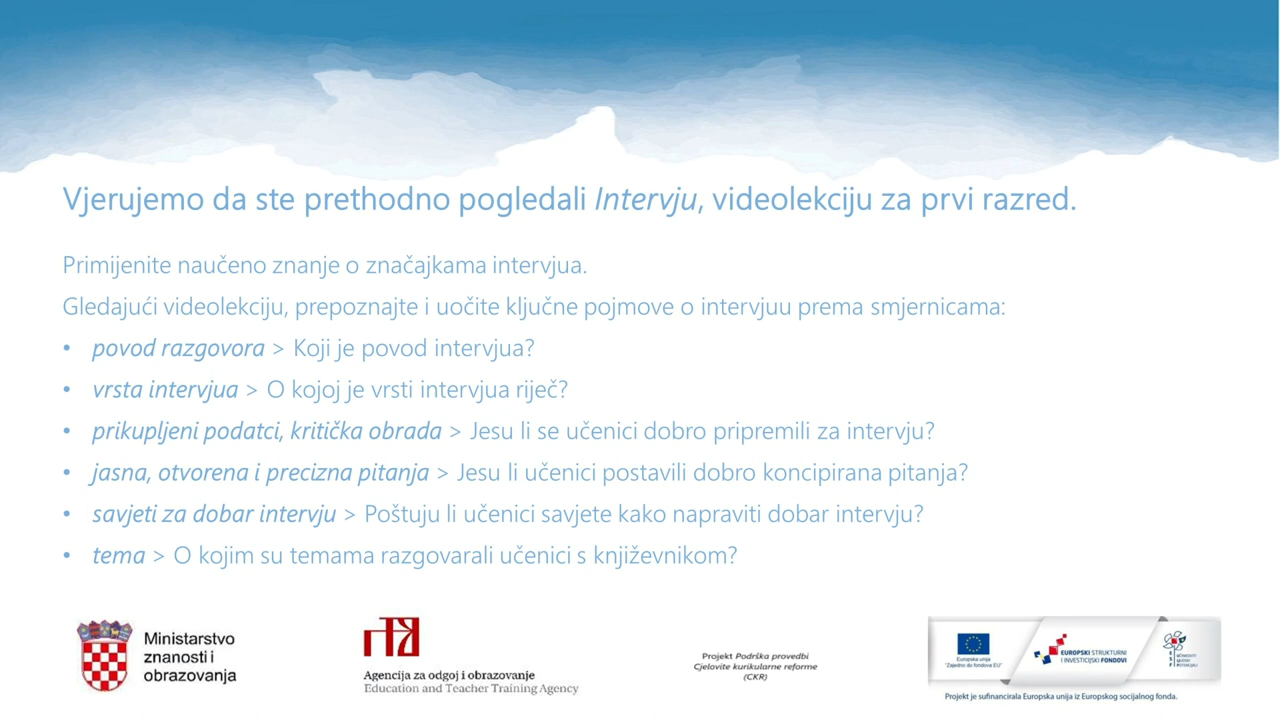 Vjerujemo da ste prethodno pogledali Intervju, videolekciju za prvi razred.
Primijenite naučeno znanje o značajkama intervjua.
Gledajući videolekciju, prepoznajte i uočite ključne pojmove o intervjuu prema smjernicama:
• povod razgovora > Koji je povod intervjua?
• vrsta intervjua > O kojoj je vrsti intervjua riječ?
• prikupljeni podatci, kritička obrada > Jesu li se učenici dobro pripremili za intervju?
• jasna, otvorena i precizna pitanja > Jesu li učenici postavili dobro koncipirana pitanja?
• savjeti za dobar intervju > Poštuju li učenici savjete kako napraviti dobar intervju?
• tema > O kojim su temama razgovarali učenici s književnikom?
Ministarstvo
znanosti i
obrazovanja
Agencija za odgoj i obrazovanje
Education and Teacher Training Agency
Projekt Podrška provedbi
Cjelovite kurikularne reforme
(CKR)
Europska unija
"Zajedno do fondova EU"
EUROPSKI STRUKTURNI
I INVESTICIJSKI FONDOVI
ESF
UČINKOVITI
LJUDSKI
POTENCIJALI
Projekt je sufinancirala Europska unija iz Europskog socijalnog fonda.